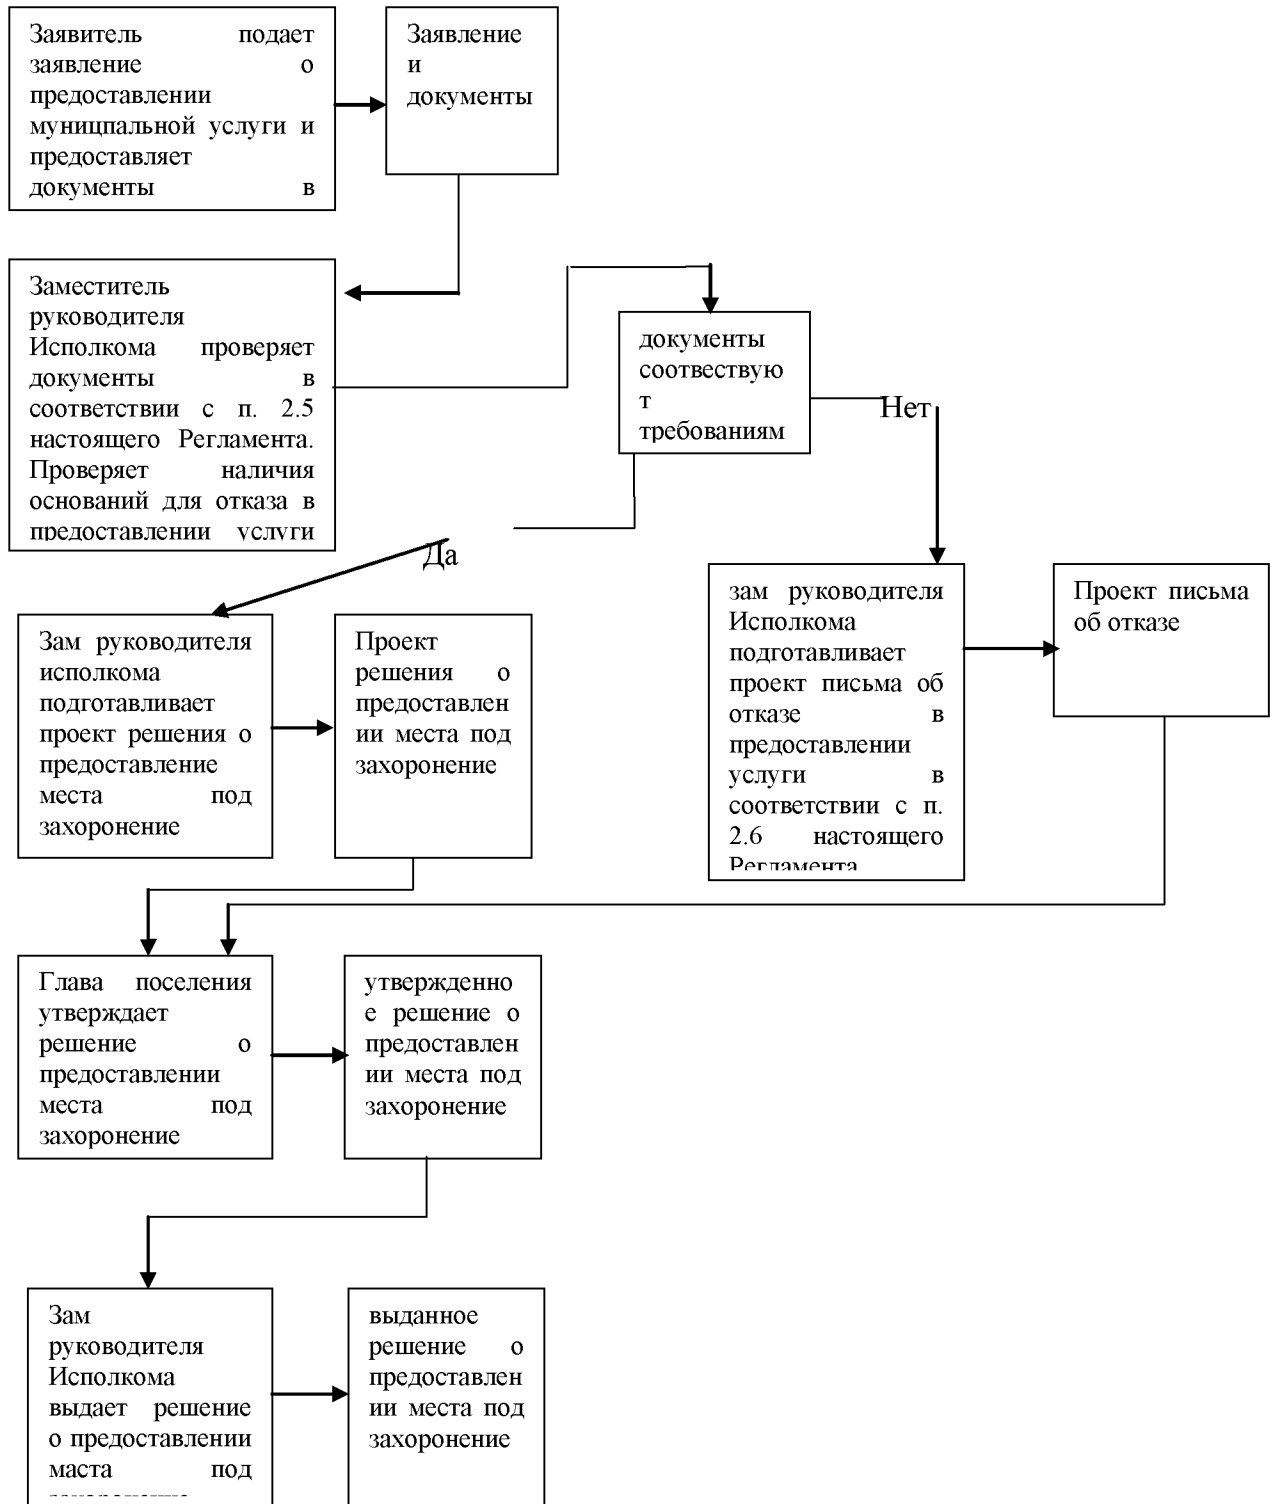 Заявитель подает
заявление о
предоставлении
муницпальной услуги и
предоставляет
документы в
Заявление
и
документы
Заместитель
руководителя
Исполкома проверяет
документы в
соответствии с п. 2.5
настоящего Регламента.
Проверяет наличия
оснований для отказа в
предоставлении услуги
документы
соотвествую
т
требованиям
Нет
Да
Зам руководителя
исполкома
подготавливает
проект решения о
предоставление
места под
захоронение
Проект
решения о
предоставлен
ии места под
захоронение
зам руководителя
Исполкома
подготавливает
проект письма об
отказе в
предоставлении
услуги в
соответствии с п.
2.6 настоящего
Регламента
Проект письма
об отказе
Глава поселения
утверждает
решение о
предоставлении
места под
захоронение
утвержденно
е решение о
предоставлен
ии места под
захоронение
Зам
руководителя
Исполкома
выдает решение
о предоставлении
маста под
выданное
решение о
предоставлен
ии места под
захоронение